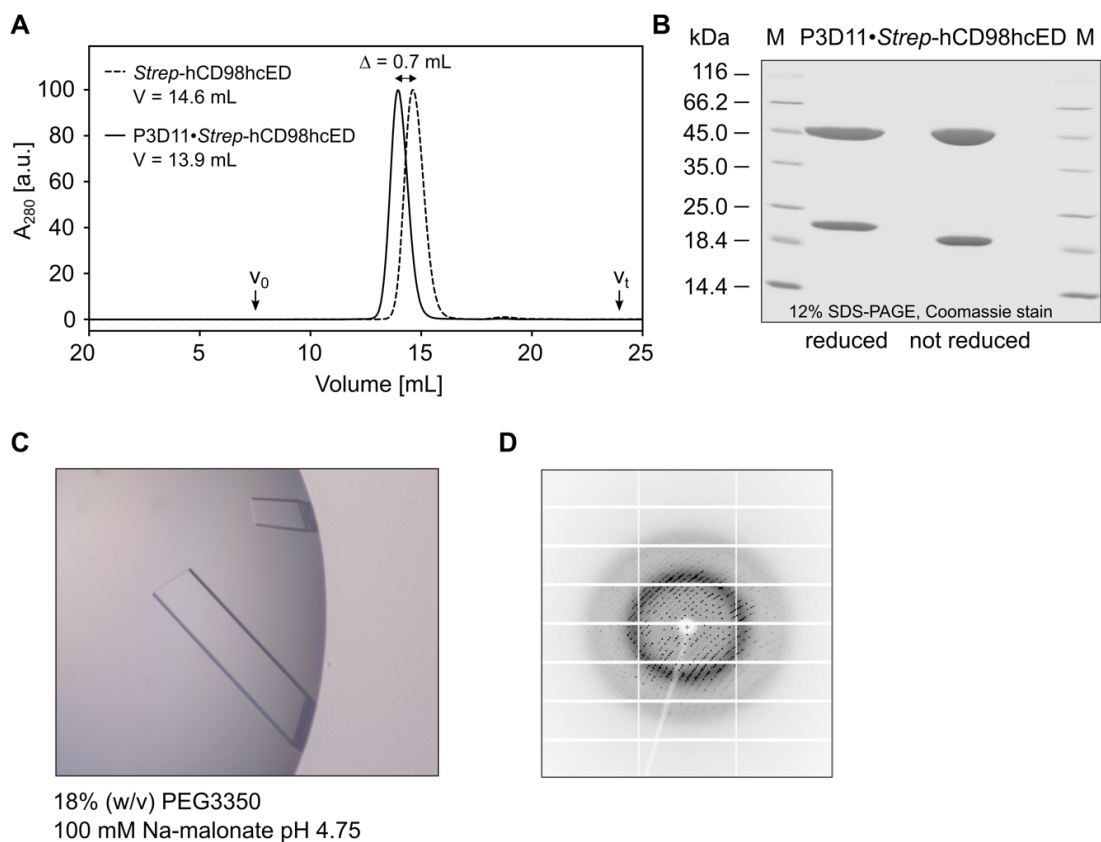 A
Strep-hCD98hcED
V = 14.6 mL
P3D11•Strep-hCD98hcED
V = 13.9 mL
Δ = 0.7 mL
A280 [a.u.]
100
80
60
40
20
0
v0
vt
20
5
10
15
20
25
Volume [mL]
B
kDa M P3D11•Strep-hCD98hcED M
116
66.2
45.0
35.0
25.0
18.4
14.4
12% SDS-PAGE, Coomassie stain
reduced not reduced
C
18% (w/v) PEG3350
100 mM Na-malonate pH 4.75
D